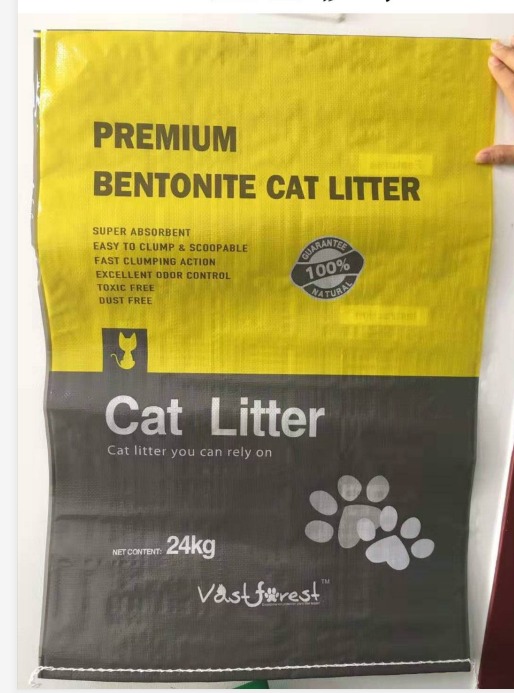 PREMIUM
BENTONITE CAT LITTER
SUPER ABSORBENT
EASY TO CLUMP & SCOOPABLE
FAST CLUMPING ACTION
EXCELLENT ODOR CONTROL
TOXIC FREE
DUST FREE
GUARANTEE
100%
NATURAL
Cat Litter
Cat litter you can rely on
NET CONTENT: 24kg
Vastforest™